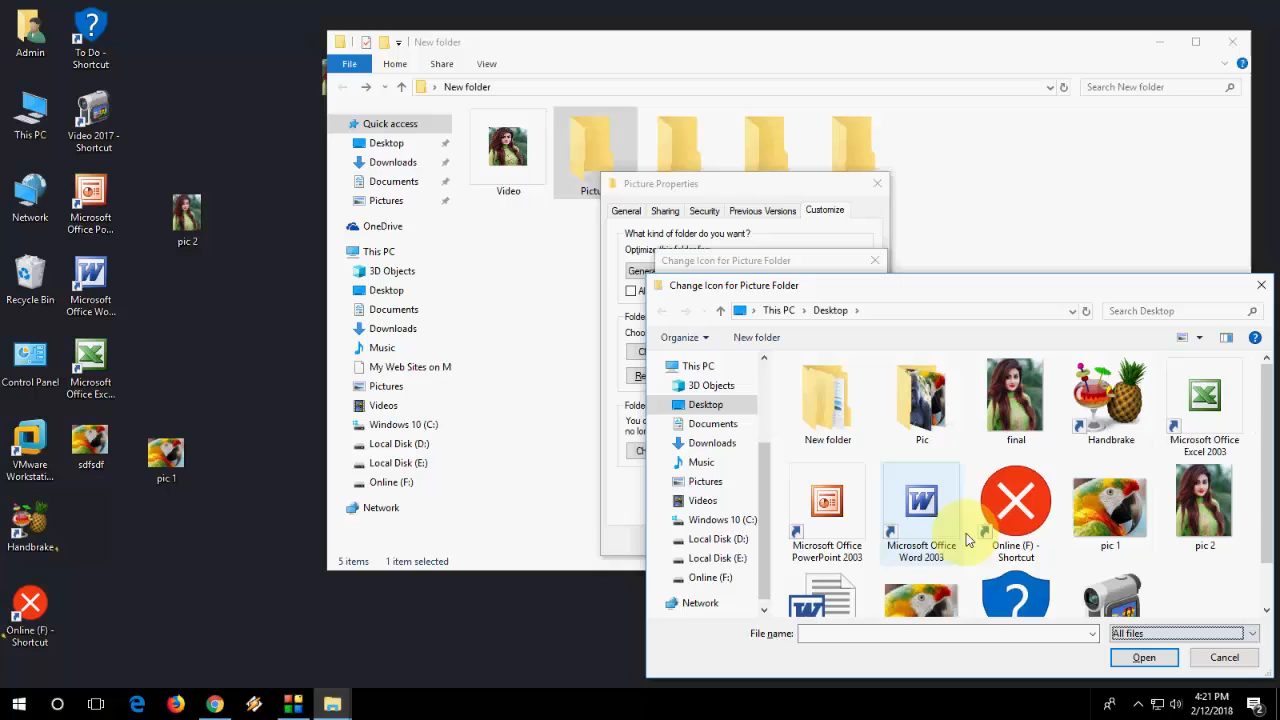 Admin
To Do -
Shortcut
This PC
Video 2017 -
Shortcut
Network
Microsoft
Office Po...
pic 2
Recycle Bin
Microsoft
Office Wo...
Control Panel
Microsoft
Office Exc...
VMware
Workstati...
sdfsdf
pic 1
Handbrake
Online (F) -
Shortcut
New folder
File
Home
Share
View
New folder
Search New folder
Quick access
Desktop
Downloads
Documents
Pictures
OneDrive
This PC
3D Objects
Desktop
Documents
Downloads
Music
My Web Sites on M
Pictures
Videos
Windows 10 (C:)
Local Disk (D:)
Local Disk (E:)
Online (F:)
Network
5 items
1 item selected
Video
Pictu
Picture Properties
General
Sharing
Security
Previous Versions
Customize
What kind of folder do you want?
Change Icon for Picture Folder
Change Icon for Picture Folder
This PC
Desktop
Search Desktop
Organize
New folder
This PC
3D Objects
Desktop
Documents
Downloads
Music
Pictures
Videos
Windows 10 (C:)
Local Disk (D:)
Local Disk (E:)
Online (F:)
Network
New folder
Pic
final
Handbrake
Microsoft Office
Excel 2003
Microsoft Office
PowerPoint 2003
Microsoft Office
Word 2003
Online (F) -
Shortcut
pic 1
pic 2
File name:
All files
Open
Cancel
4:21 PM
2/12/2018
2